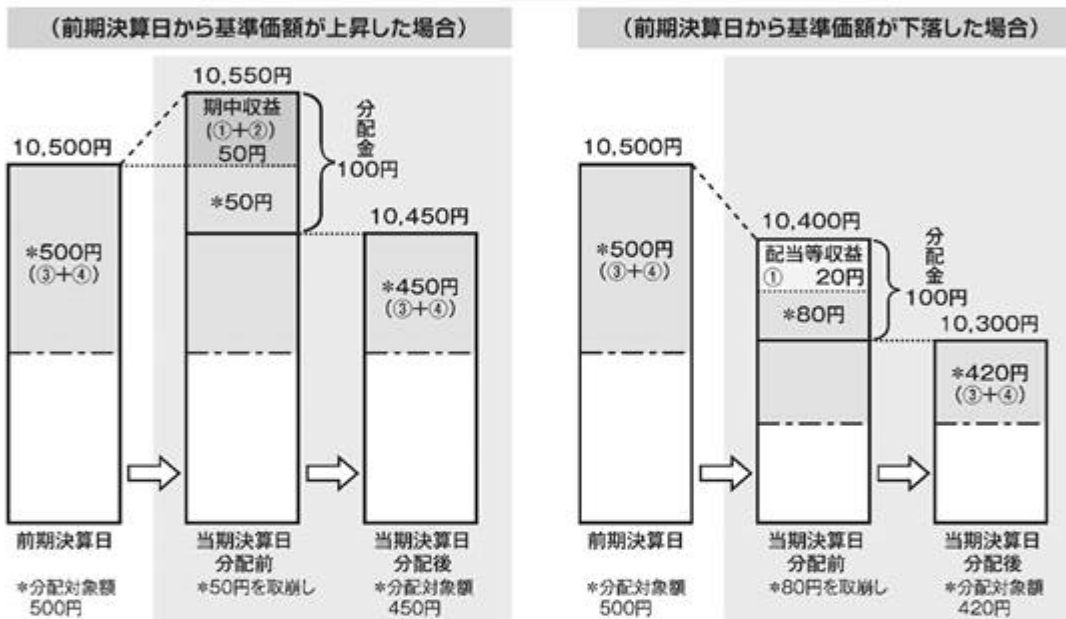 (前期決算日から基準価額が上昇した場合)
10,550円
期中収益
(①+②)
50円
*50円
分配金
100円
10,500円
*500円
(③+④)
10,450円
*450円
(③+④)
前期決算日
当期決算日
分配前
当期決算日
分配後
*分配対象額
500円
*50円を取崩し
*分配対象額
450円
(前期決算日から基準価額が下落した場合)
10,500円
*500円
(③+④)
10,400円
配当等収益
① 20円
*80円
分配金
100円
10,300円
*420円
(③+④)
前期決算日
当期決算日
分配前
当期決算日
分配後
*分配対象額
500円
*80円を取崩し
*分配対象額
420円